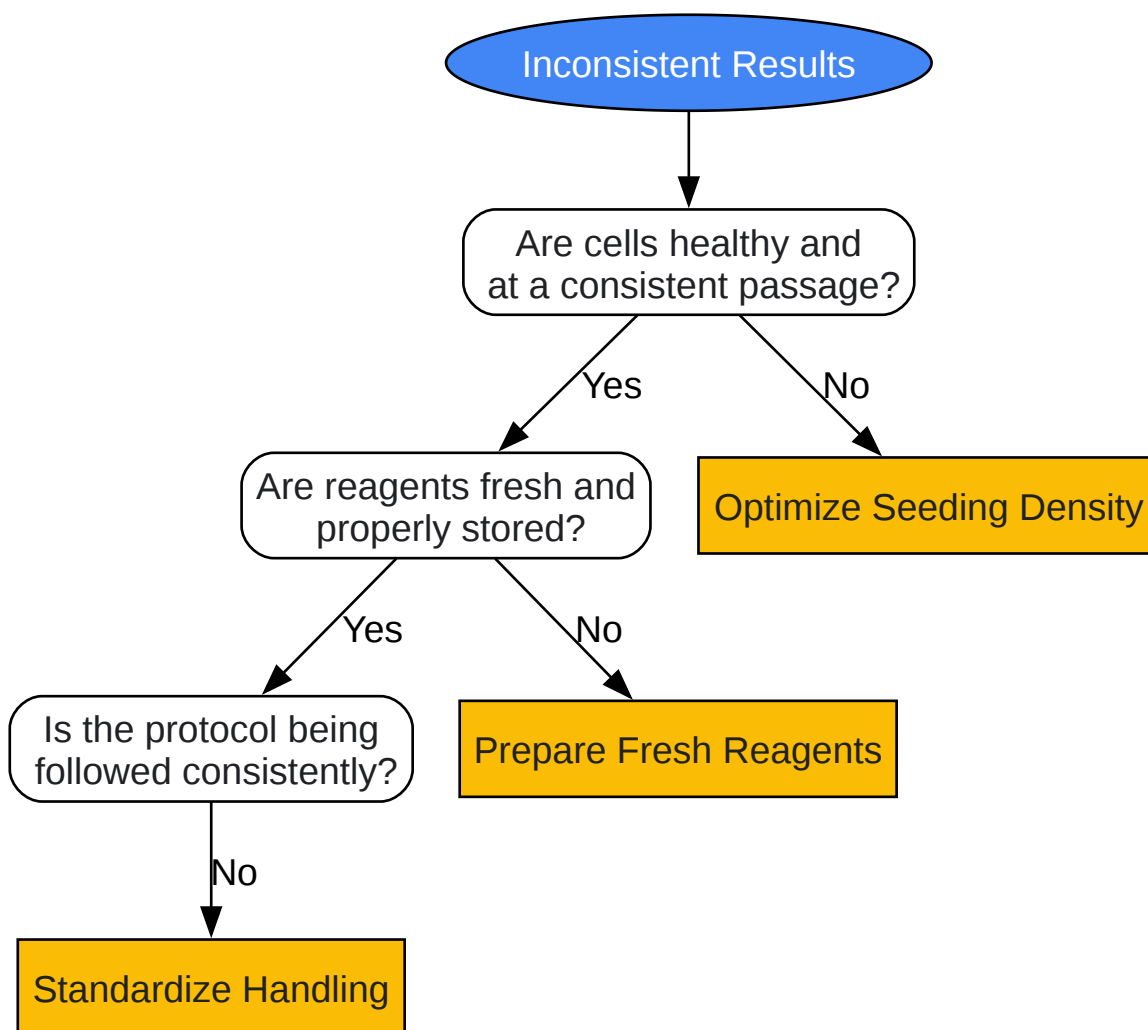 Inconsistent Results
Are cells healthy and
at a consistent passage?
Yes
No
Are reagents fresh and
properly stored?
Optimize Seeding Density
Yes
No
Is the protocol being
followed consistently?
Prepare Fresh Reagents
No
Standardize Handling